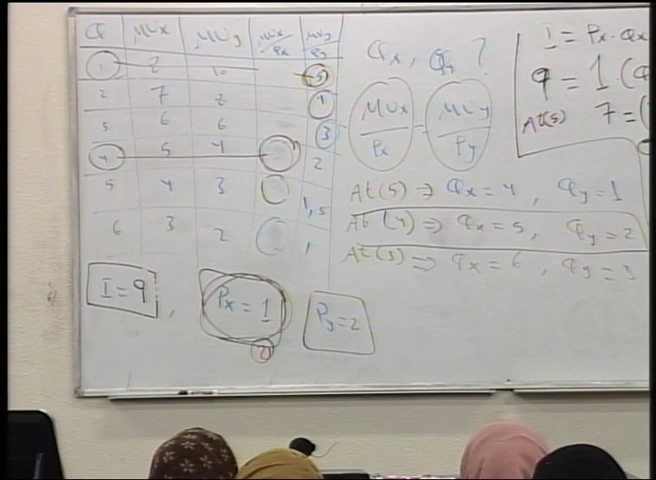 Q MUx MUy MUx/Px MUy/Py
1 8 10 5
2 7 8 4
3 6 6 3
4 5 4 2
5 4 3 1,5
6 3 2 1
I=9, Px=1 Py=2
Qx, Qy ?
MUx/Px = MUy/Py
At(5) ⇒ Qx=4, Qy=1
At(4) ⇒ Qx=5, Qy=2
At(3) ⇒ Qx=6, Qy=3
I = Px.Qx
9 = 1.(
At(5) 7=(